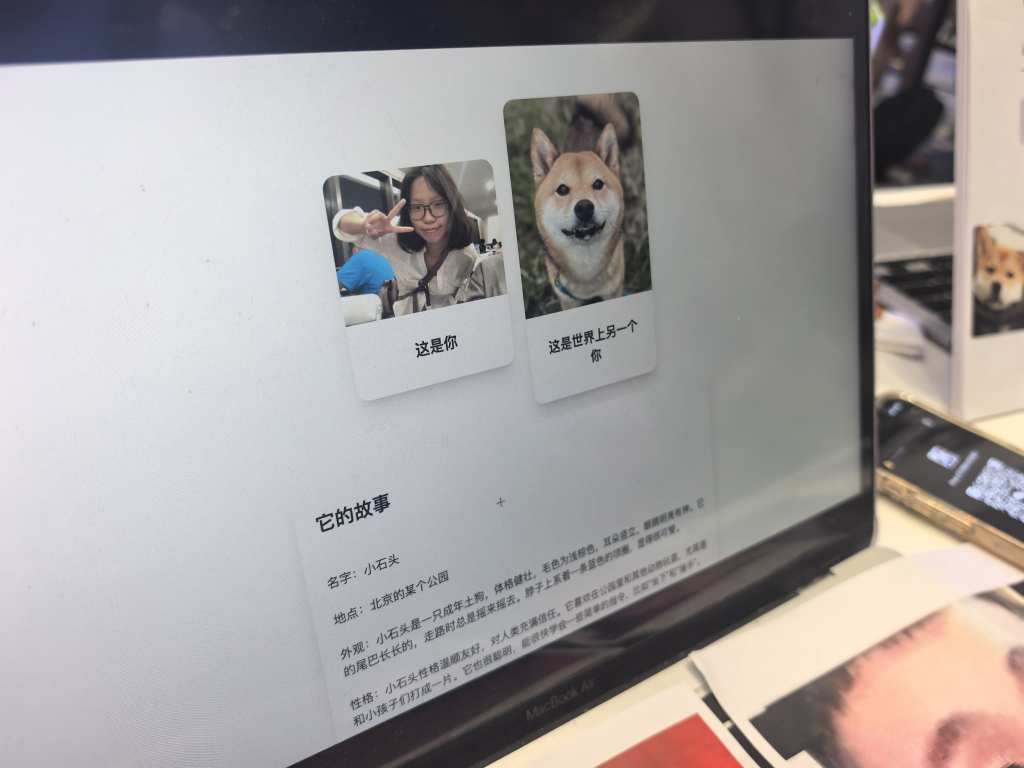 这是你
这是世界上另一个
你
它的故事
名字：小石头
地点：北京的某个公园
外观：小石头是一只成年土狗，体格健壮，毛色为浅棕色，耳朵竖立，眼睛明亮有神。它
的尾巴长长的，走路时总是摇来摇去。脖子上系着一条蓝色的项圈，显得很可爱。
性格：小石头性格温顺友好，对人类充满信任。它喜欢在公园里和其他动物玩耍，尤其是
和小孩子们打成一片。它也很聪明，能很快学会一些简单的指令，比如“坐下”和“握手”。
MacBook Air